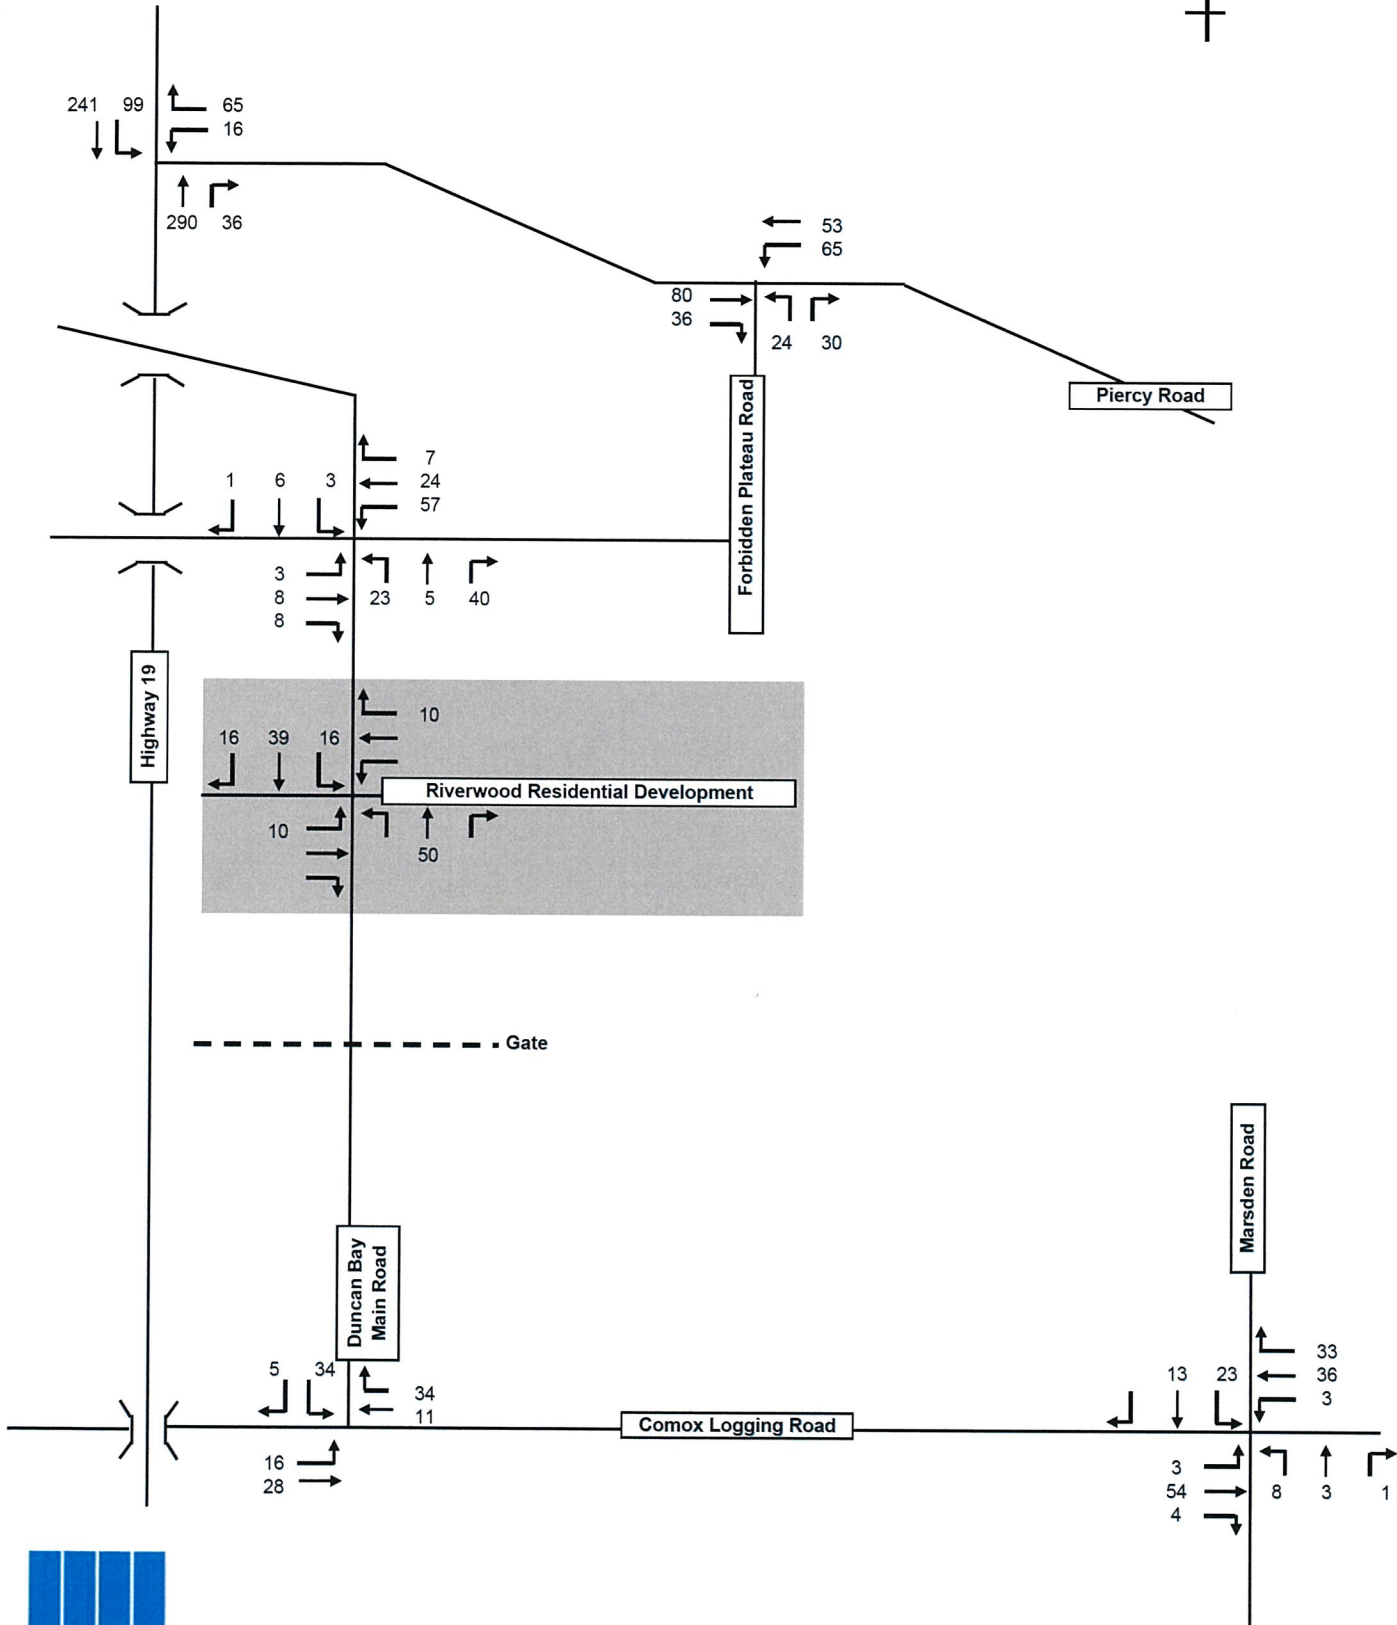 241 99 65
16
290 36
53
65
80
36
24 30
Piercy Road
Forbidden Plateau Road
7
1 6 3 24
57
3
8 23 5 40
8
Highway 19
10
16 39 16
Riverwood Residential Development
10
50
Gate
Marsden Road
Duncan Bay
Main Road
5 34
34
11
33
13 23 36
3
Comox Logging Road
16
28
3
54 8 3 1
4